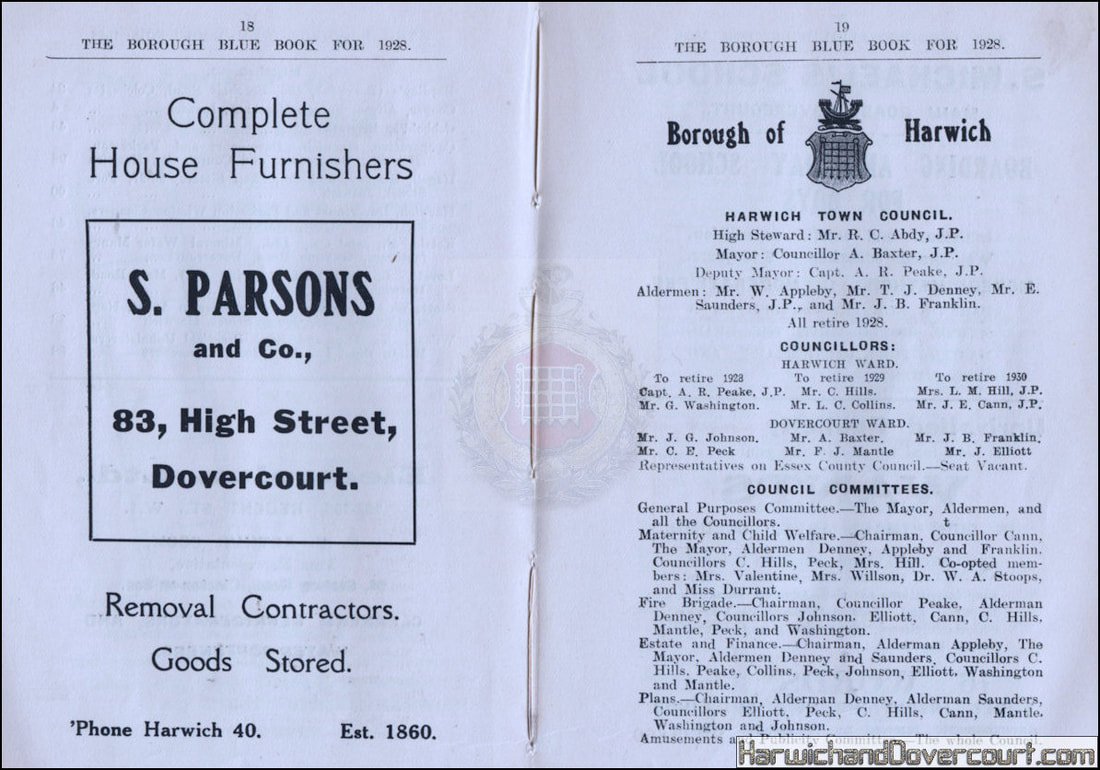 18
THE BOROUGH BLUE BOOK FOR 1928.
Complete
House Furnishers
S. PARSONS
and Co.,
83, High Street,
Dovercourt.
Removal Contractors.
Goods Stored.
'Phone Harwich 40. Est. 1860.
19
THE BOROUGH BLUE BOOK FOR 1928.
Borough of Harwich
HARWICH TOWN COUNCIL.
High Steward: Mr. R. C. Abdy, J.P.
Mayor: Councillor A. Baxter, J.P.
Deputy Mayor: Capt. A. R. Peake, J.P.
Aldermen: Mr. W. Appleby, Mr. T. J. Denney, Mr. E.
Saunders, J.P., and Mr. J. B. Franklin.
All retire 1928.
COUNCILLORS:
HARWICH WARD.
To retire 1928 To retire 1929 To retire 1930
Capt. A. R. Peake, J.P. Mr. C. Hills. Mrs. L. M. Hill, J.P.
Mr. G. Washington. Mr. L. C. Collins. Mr. J. E. Cann, J.P.
DOVERCOURT WARD.
Mr. J. G. Johnson. Mr. A. Baxter. Mr. J. B. Franklin.
Mr. C. E. Peck Mr. F. J. Mantle Mr. J. Elliott
Representatives on Essex County Council.—Seat Vacant.
COUNCIL COMMITTEES.
General Purposes Committee.—The Mayor, Aldermen, and
all the Councillors. t
Maternity and Child Welfare.—Chairman, Councillor Cann,
The Mayor, Aldermen Denney, Appleby and Franklin.
Councillors C. Hills, Peck, Mrs. Hill. Co-opted mem-
bers: Mrs. Valentine, Mrs. Willson, Dr. W. A. Stoops,
and Miss Durrant.
Fire Brigade.—Chairman, Councillor Peake, Alderman
Denney, Councillors Johnson. Elliott, Cann, C. Hills.
Mantle, Peck, and Washington.
Estate and Finance.—Chairman, Alderman Appleby, The
Mayor, Aldermen Denney and Saunders, Councillors C.
Hills. Peake, Collins, Peck, Johnson, Elliott. Washington
and Mantle.
Plans.—Chairman, Alderman Denney, Alderman Saunders,
Councillors Elliott, Peck, C. Hills, Cann, Mantle.
Washington and Johnson.
Amusements and Publicity Committee.—The whole Council.
HarwichandDovercourt.com